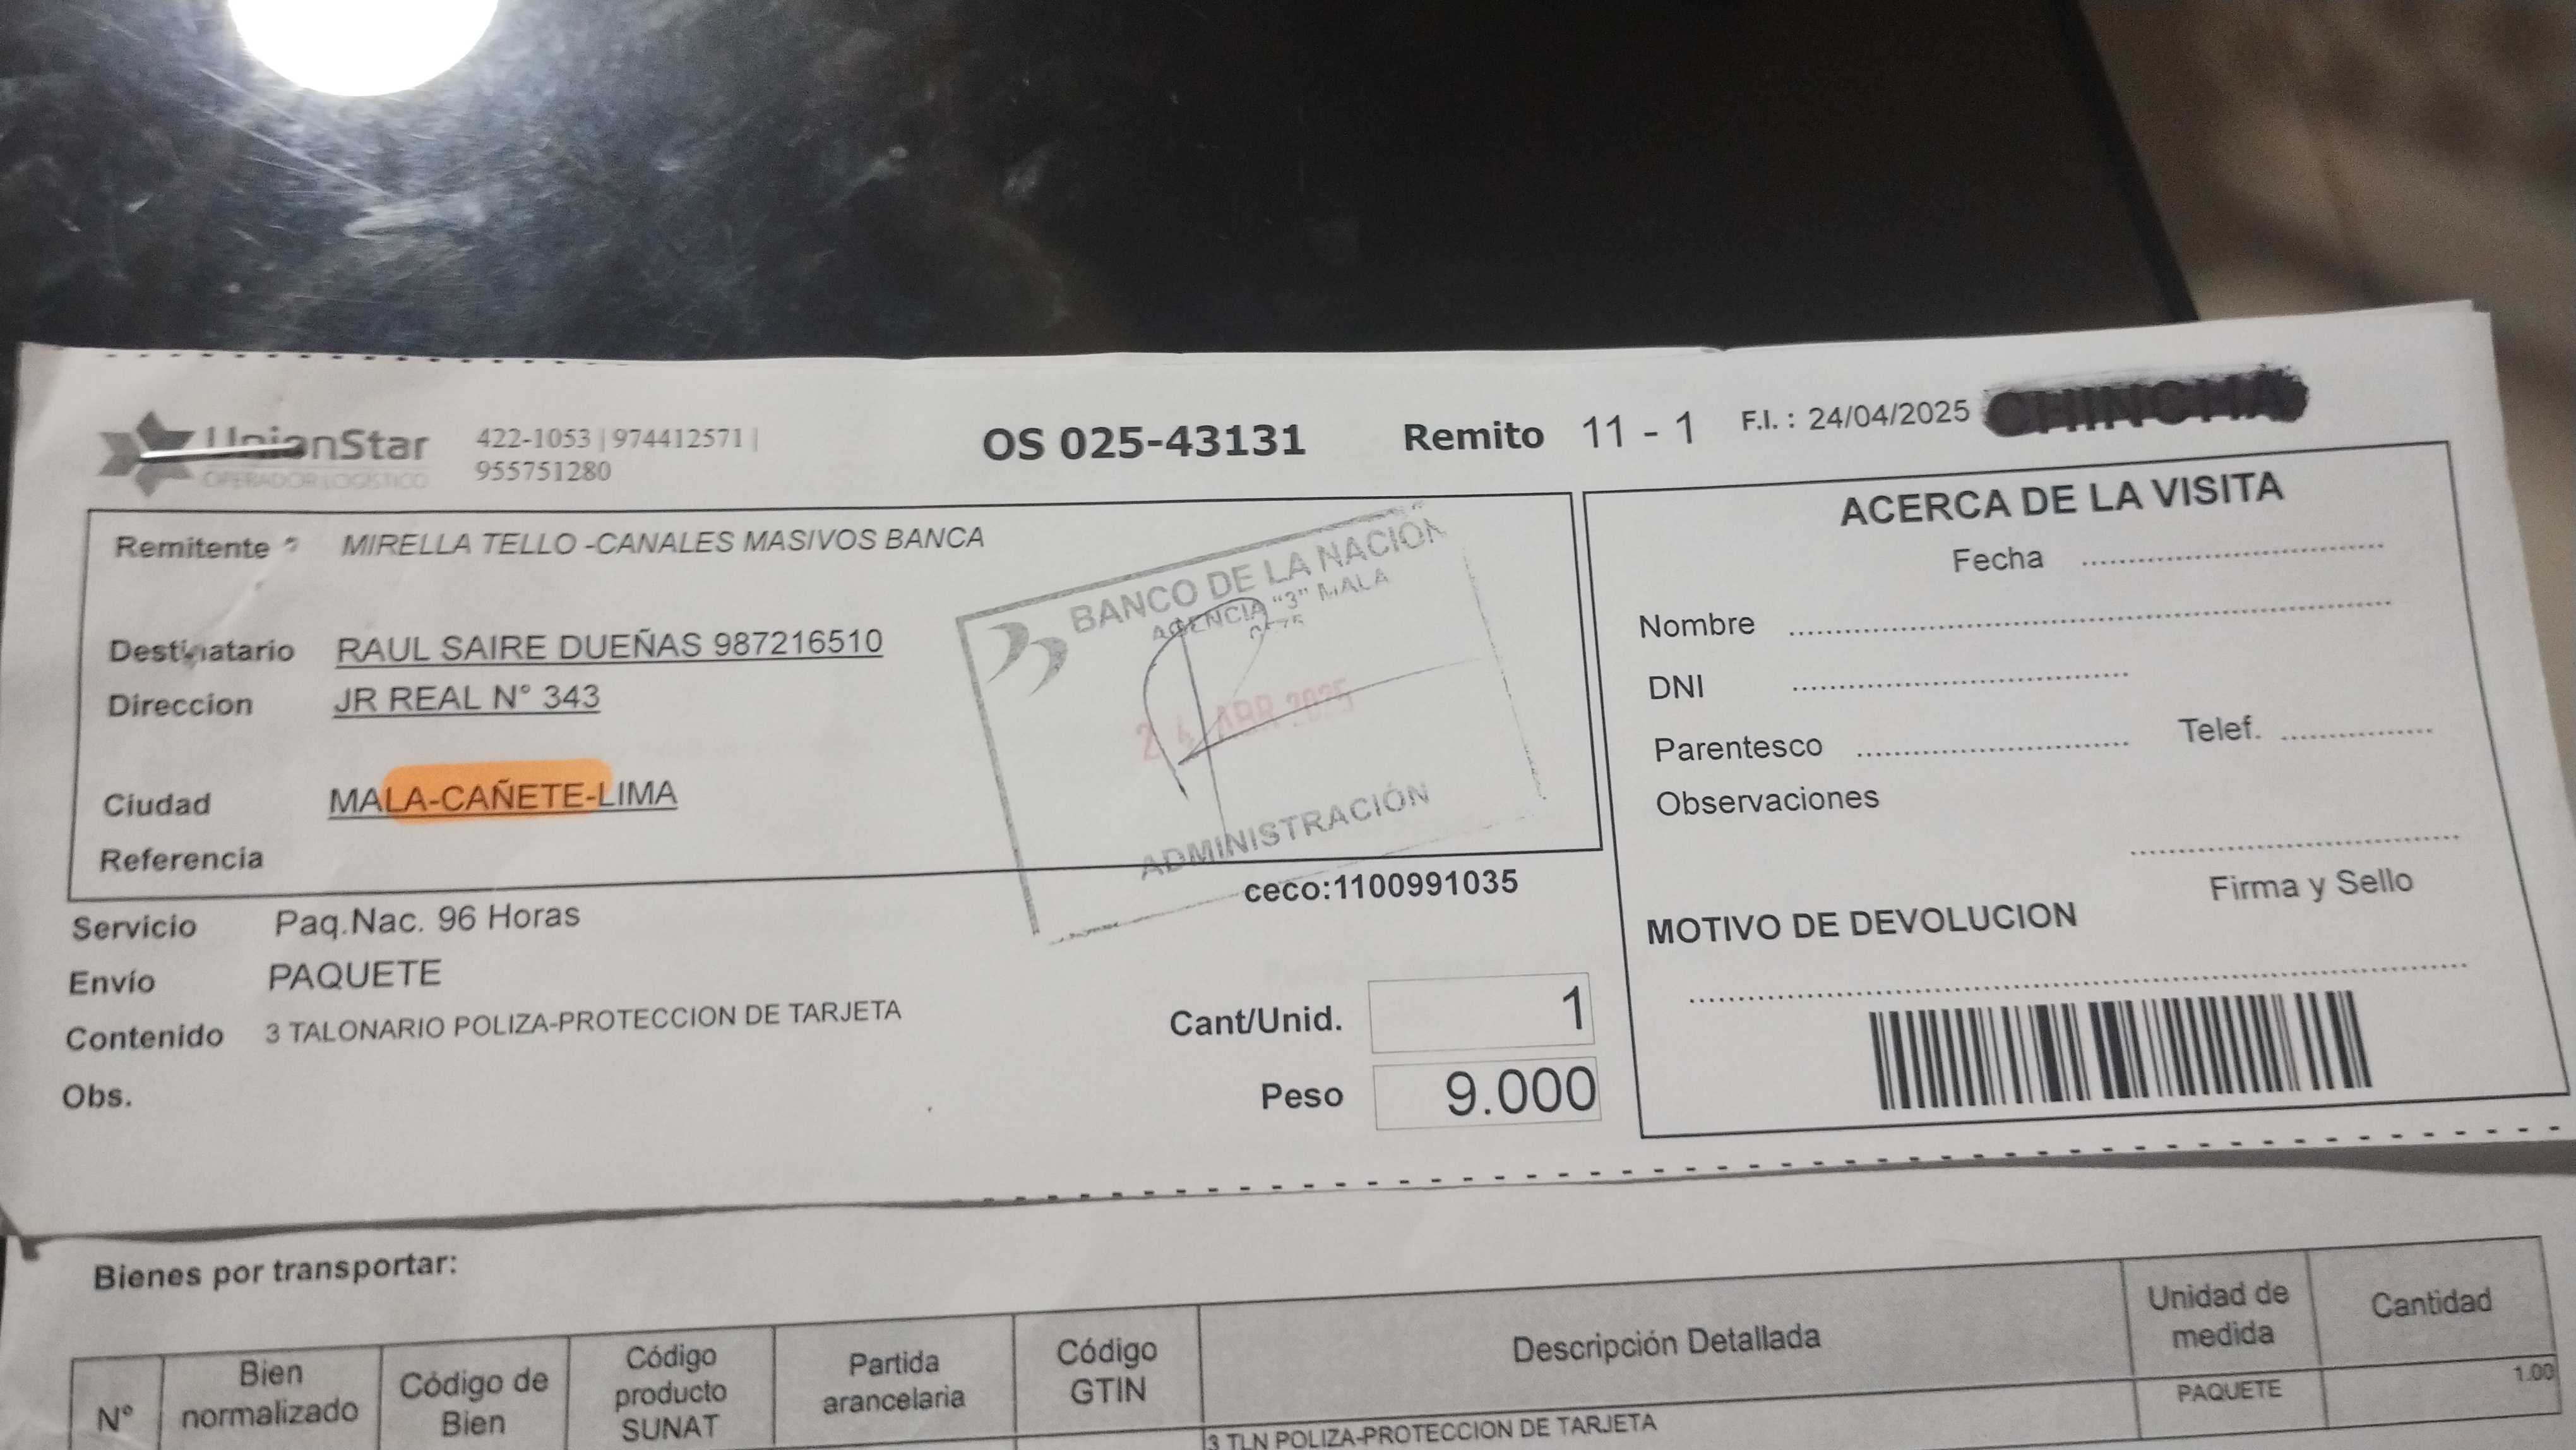 UnionStar
OPERADOR LOGISTICO
422-1053 | 974412571 |
955751280
OS 025-43131
Remito 11 - 1
F.I. : 24/04/2025
CHINCHA
Remitente MIRELLA TELLO -CANALES MASIVOS BANCA
Destinatario RAUL SAIRE DUEÑAS 987216510
Direccion JR REAL N° 343
Ciudad MALA-CAÑETE-LIMA
Referencia
BANCO DE LA NACIÓN
AGENCIA "3" MALA
24 ABR 2025
ADMINISTRACIÓN
ceco:1100991035
Servicio Paq.Nac. 96 Horas
Envío PAQUETE
Contenido 3 TALONARIO POLIZA-PROTECCION DE TARJETA
Obs.
Cant/Unid. 1
Peso 9.000
ACERCA DE LA VISITA
Fecha
Nombre
DNI
Parentesco Telef.
Observaciones
Firma y Sello
MOTIVO DE DEVOLUCION
Bienes por transportar:
N°
Bien
normalizado
Código de
Bien
Código
producto
SUNAT
Partida
arancelaria
Código
GTIN
Descripción Detallada
Unidad de
medida
Cantidad
3 TLN POLIZA-PROTECCION DE TARJETA
PAQUETE
1.00